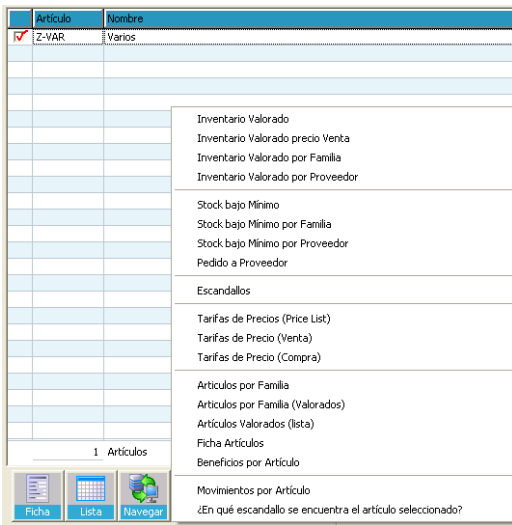 Artículo Nombre
Z-VAR Varios
Inventario Valorado
Inventario Valorado precio Venta
Inventario Valorado por Familia
Inventario Valorado por Proveedor
Stock bajo Mínimo
Stock bajo Mínimo por Familia
Stock bajo Mínimo por Proveedor
Pedido a Proveedor
Escandallos
Tarifas de Precios (Price List)
Tarifas de Precio (Venta)
Tarifas de Precio (Compra)
Articulos por Familia
Articulos por Familia (Valorados)
Artículos Valorados (lista)
Ficha Artículos
Beneficios por Artículo
Movimientos por Artículo
¿En qué escandallo se encuentra el artículo seleccionado?
1 Artículos
Ficha Lista Navegar